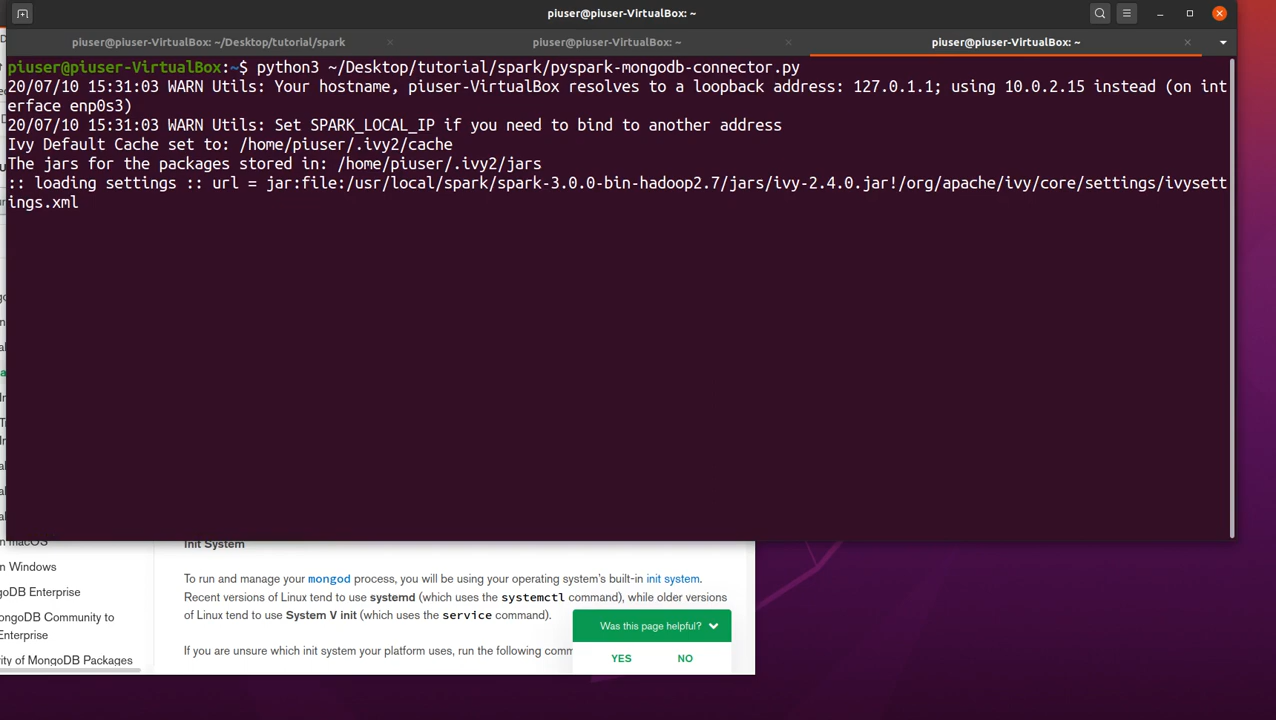 piuser@piuser-VirtualBox: ~
piuser@piuser-VirtualBox: ~/Desktop/tutorial/spark
piuser@piuser-VirtualBox: ~
piuser@piuser-VirtualBox: ~
piuser@piuser-VirtualBox:~$ python3 ~/Desktop/tutorial/spark/pyspark-mongodb-connector.py
20/07/10 15:31:03 WARN Utils: Your hostname, piuser-VirtualBox resolves to a loopback address: 127.0.1.1; using 10.0.2.15 instead (on int
erface enp0s3)
20/07/10 15:31:03 WARN Utils: Set SPARK_LOCAL_IP if you need to bind to another address
Ivy Default Cache set to: /home/piuser/.ivy2/cache
The jars for the packages stored in: /home/piuser/.ivy2/jars
:: loading settings :: url = jar:file:/usr/local/spark/spark-3.0.0-bin-hadoop2.7/jars/ivy-2.4.0.jar!/org/apache/ivy/core/settings/ivysett
ings.xml
n macOS
n Windows
goDB Enterprise
ongoDB Community to
Enterprise
ity of MongoDB Packages
Init System
To run and manage your mongod process, you will be using your operating system's built-in init system.
Recent versions of Linux tend to use systemd (which uses the systemctl command), while older versions
of Linux tend to use System V init (which uses the service command).
If you are unsure which init system your platform uses, run the following comm
Was this page helpful?
YES
NO